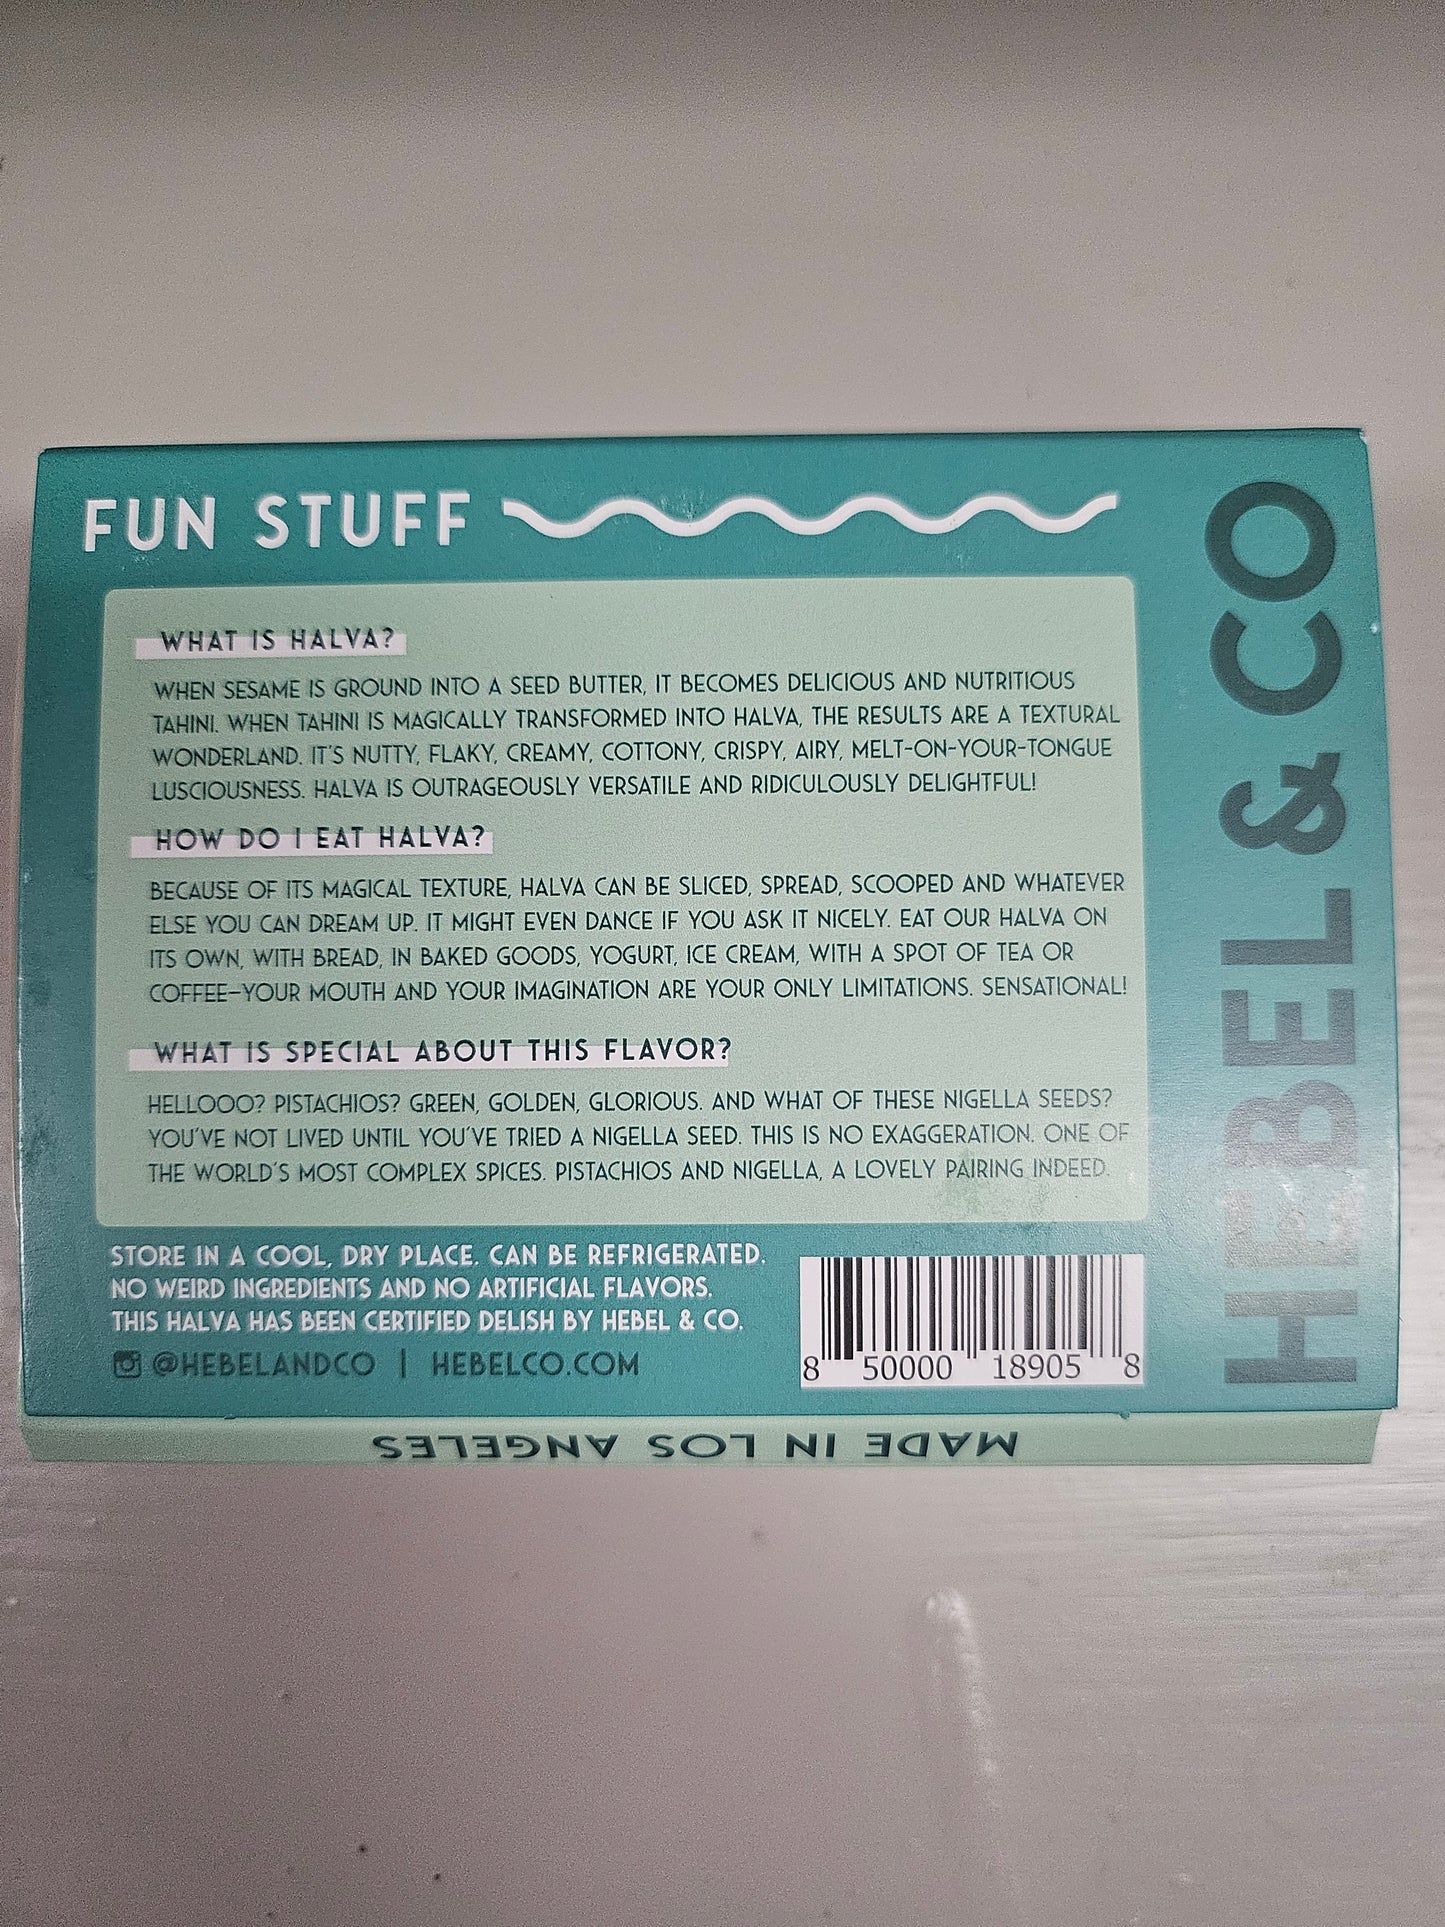 FUN STUFF
WHAT IS HALVA?
WHEN SESAME IS GROUND INTO A SEED BUTTER, IT BECOMES DELICIOUS AND NUTRITIOUS
TAHINI. WHEN TAHINI IS MAGICALLY TRANSFORMED INTO HALVA, THE RESULTS ARE A TEXTURAL
WONDERLAND. IT'S NUTTY, FLAKY, CREAMY, COTTONY, CRISPY, AIRY, MELT-ON-YOUR-TONGUE
LUSCIOUSNESS. HALVA IS OUTRAGEOUSLY VERSATILE AND RIDICULOUSLY DELIGHTFUL!
HOW DO I EAT HALVA?
BECAUSE OF ITS MAGICAL TEXTURE, HALVA CAN BE SLICED, SPREAD, SCOOPED AND WHATEVER
ELSE YOU CAN DREAM UP. IT MIGHT EVEN DANCE IF YOU ASK IT NICELY. EAT OUR HALVA ON
ITS OWN, WITH BREAD, IN BAKED GOODS, YOGURT, ICE CREAM, WITH A SPOT OF TEA OR
COFFEE–YOUR MOUTH AND YOUR IMAGINATION ARE YOUR ONLY LIMITATIONS. SENSATIONAL!
WHAT IS SPECIAL ABOUT THIS FLAVOR?
HELLOOO? PISTACHIOS? GREEN, GOLDEN, GLORIOUS. AND WHAT OF THESE NIGELLA SEEDS?
YOU'VE NOT LIVED UNTIL YOU'VE TRIED A NIGELLA SEED. THIS IS NO EXAGGERATION. ONE OF
THE WORLD'S MOST COMPLEX SPICES. PISTACHIOS AND NIGELLA, A LOVELY PAIRING INDEED.
STORE IN A COOL, DRY PLACE. CAN BE REFRIGERATED.
NO WEIRD INGREDIENTS AND NO ARTIFICIAL FLAVORS.
THIS HALVA HAS BEEN CERTIFIED DELISH BY HEBEL & CO.
@HEBELANDCO | HEBELCO.COM
8 50000 18905 8
HEBEL & CO
MADE IN LOS ANGELES